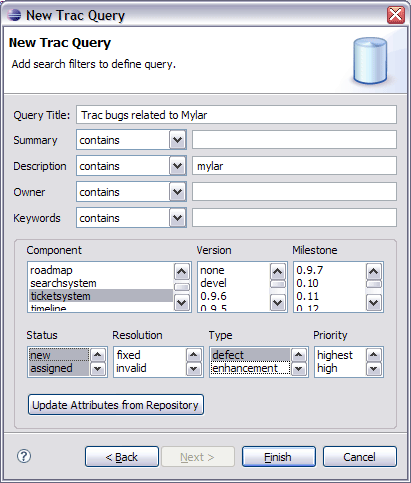 New Trac Query
New Trac Query
Add search filters to define query.
Query Title: Trac bugs related to Mylar
Summary contains
Description contains mylar
Owner contains
Keywords contains
Component Version Milestone
roadmap none 0.9.7
searchsystem devel 0.10
ticketsystem 0.9.6 0.11
timeline 0.9.5 0.12
Status Resolution Type Priority
new fixed defect highest
assigned invalid enhancement high
Update Attributes from Repository
? < Back Next > Finish Cancel